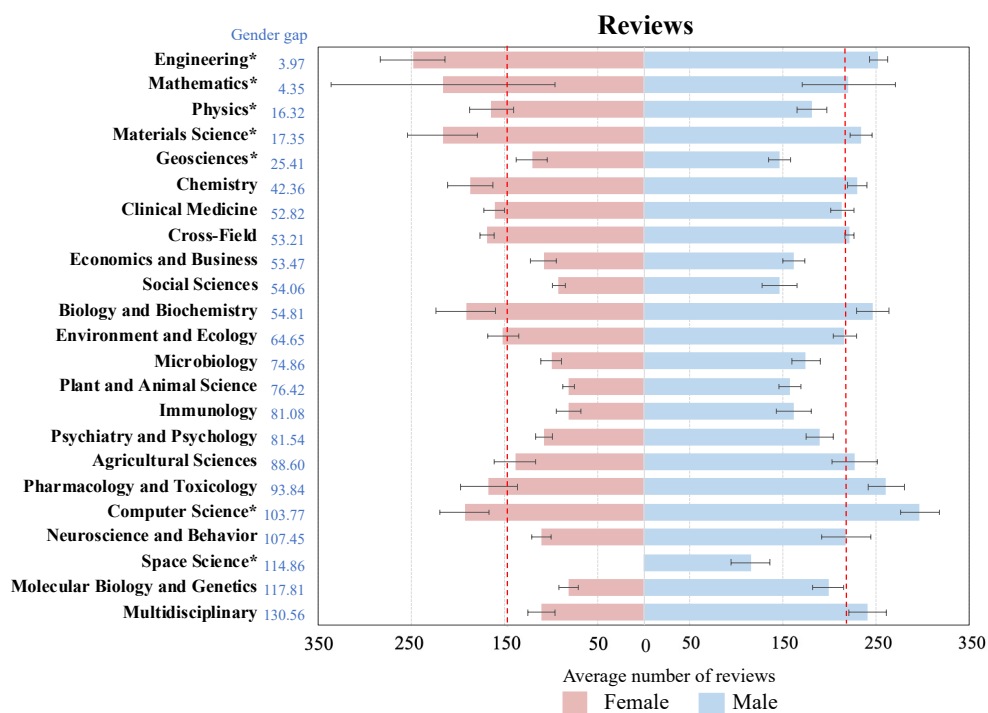 Reviews
Gender gap
Engineering* 3.97
Mathematics* 4.35
Physics* 16.32
Materials Science* 17.35
Geosciences* 25.41
Chemistry 42.36
Clinical Medicine 52.82
Cross-Field 53.21
Economics and Business 53.47
Social Sciences 54.06
Biology and Biochemistry 54.81
Environment and Ecology 64.65
Microbiology 74.86
Plant and Animal Science 76.42
Immunology 81.08
Psychiatry and Psychology 81.54
Agricultural Sciences 88.60
Pharmacology and Toxicology 93.84
Computer Science* 103.77
Neuroscience and Behavior 107.45
Space Science* 114.86
Molecular Biology and Genetics 117.81
Multidisciplinary 130.56
350 250 150 50 0 50 150 250 350
Average number of reviews
Female Male